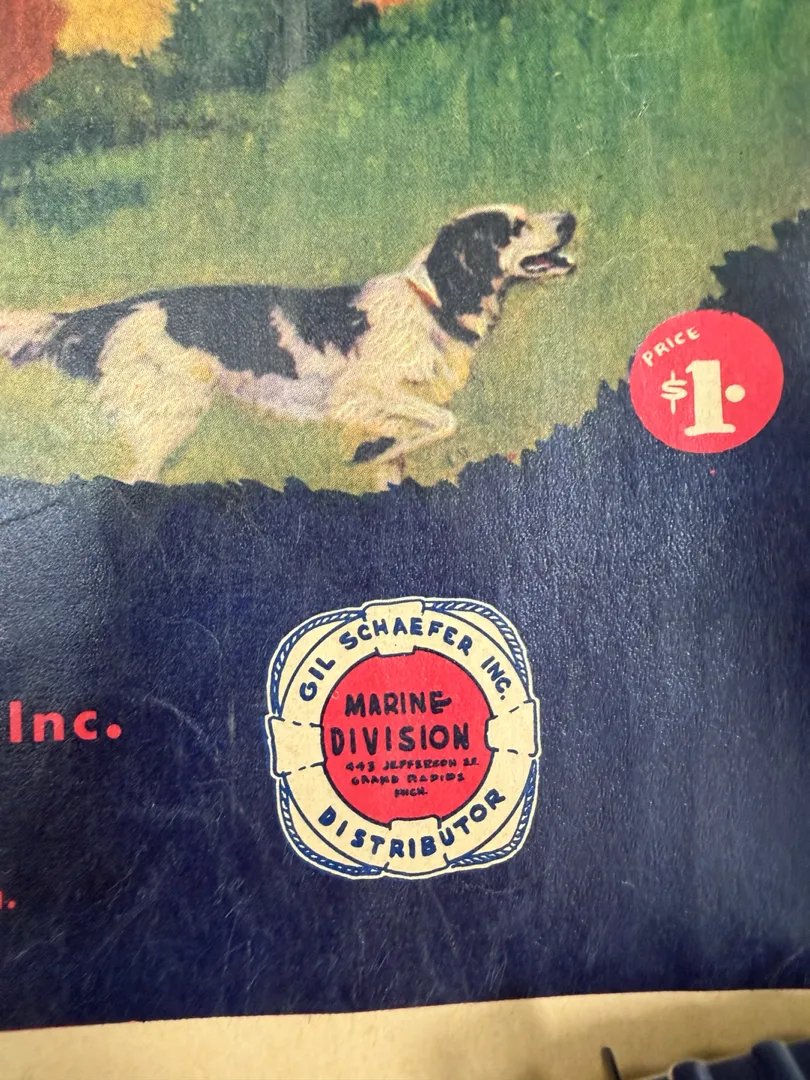 PRICE
$1.
GIL SCHAEFER INC.
MARINE
DIVISION
443 JEFFERSON S.E.
GRAND RAPIDS
MICH.
DISTRIBUTOR
Inc.